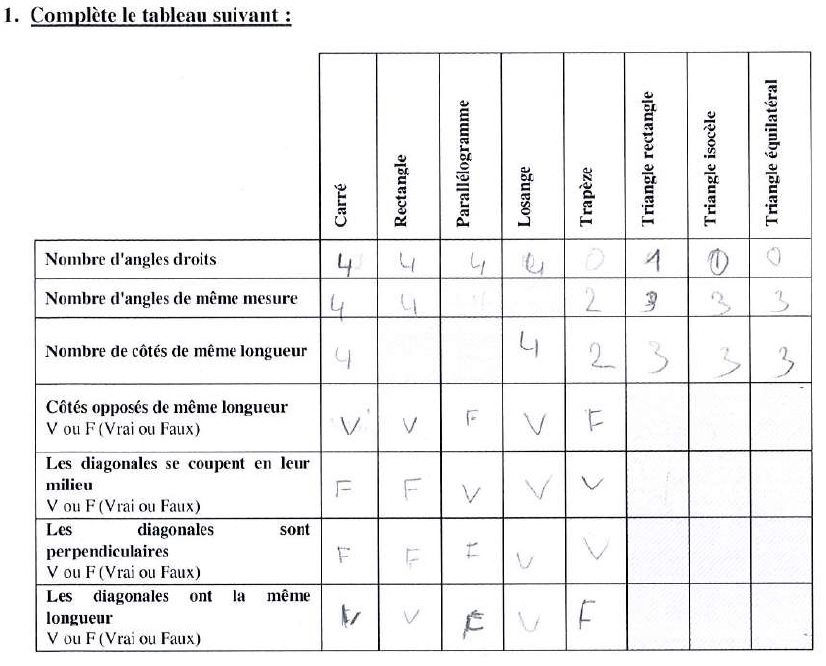 1. Complète le tableau suivant :
Carré
Rectangle
Parallélogramme
Losange
Trapèze
Triangle rectangle
Triangle isocèle
Triangle équilatéral
Nombre d'angles droits 4 4 4 4 0 1 0
Nombre d'angles de même mesure 4 4 2 3 3 3
Nombre de côtés de même longueur 4 4 2 3 3 3
Côtés opposés de même longueur
V ou F (Vrai ou Faux) V V F V F
Les diagonales se coupent en leur
milieu
V ou F (Vrai ou Faux) F F V V V
Les diagonales sont
perpendiculaires
V ou F (Vrai ou Faux) F F F V V
Les diagonales ont la même
longueur
V ou F (Vrai ou Faux) V V F V F